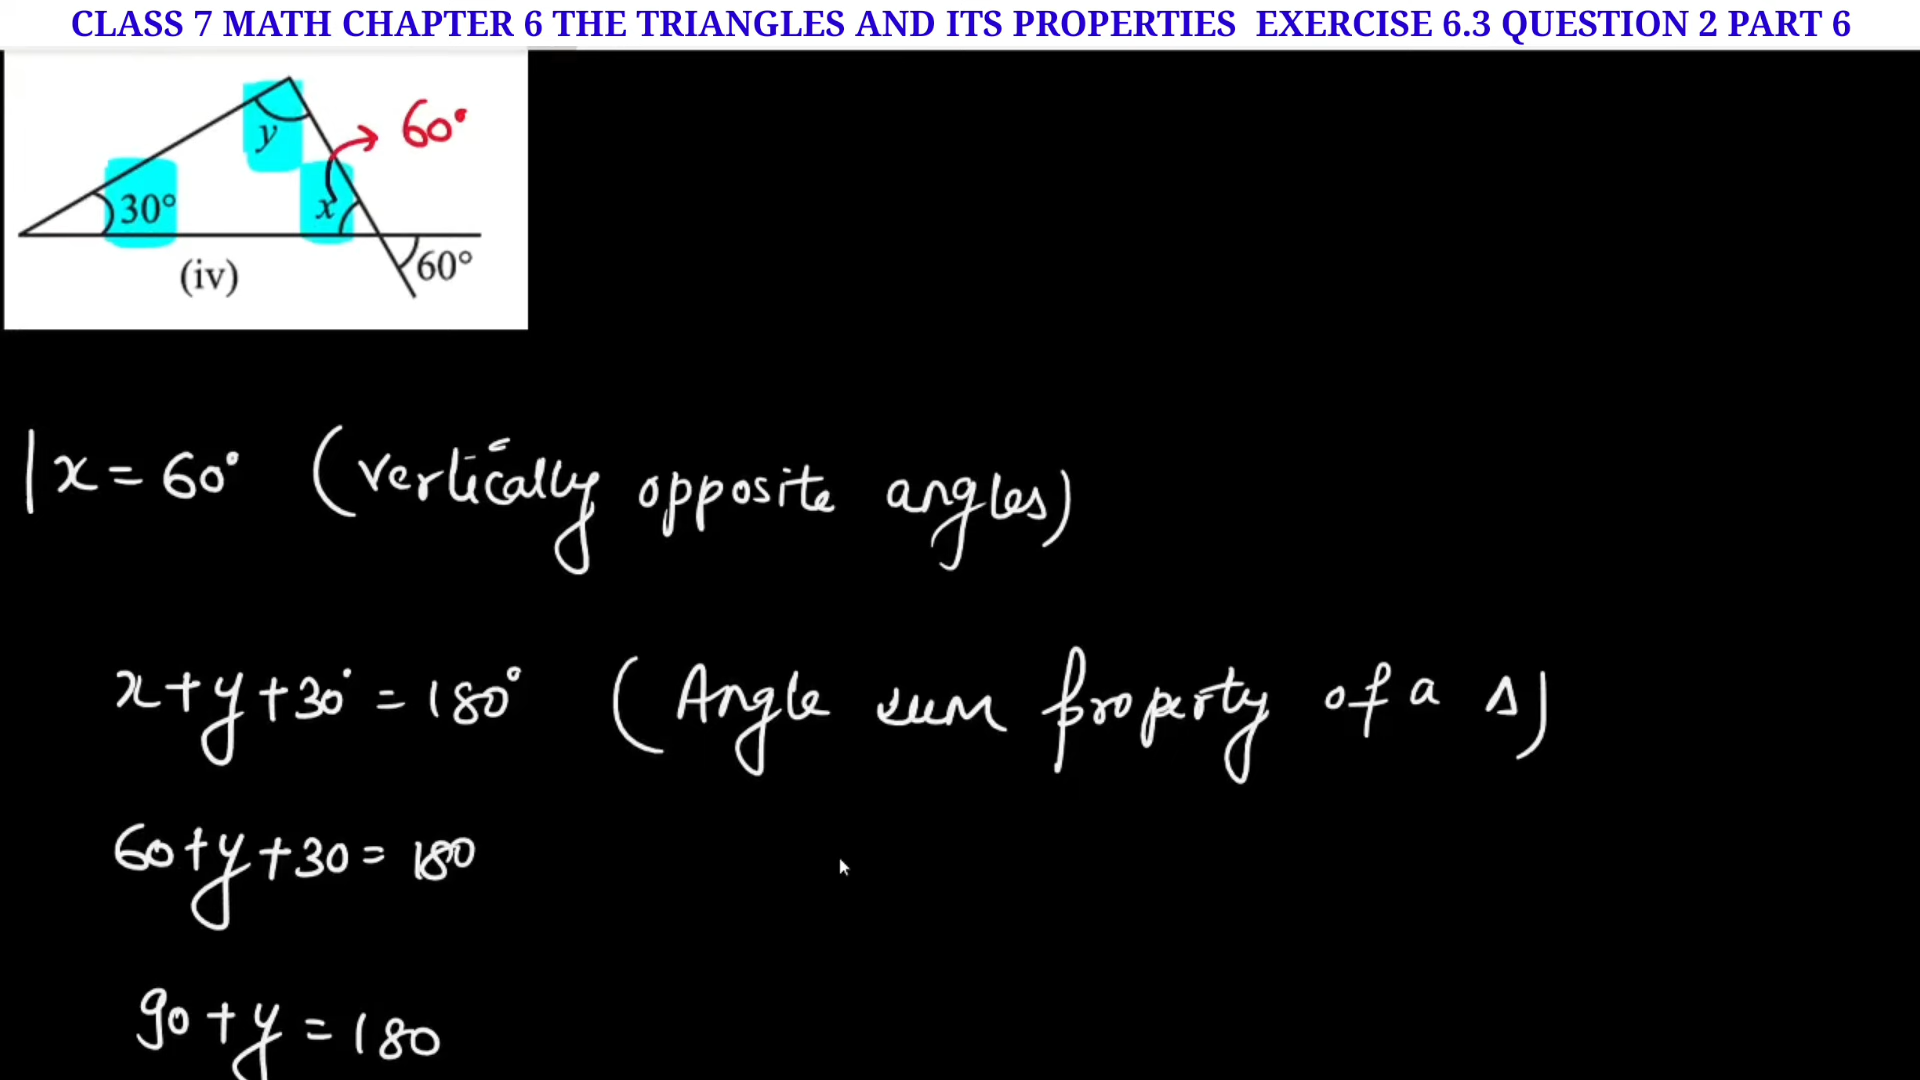 CLASS 7 MATH CHAPTER 6 THE TRIANGLES AND ITS PROPERTIES EXERCISE 6.3 QUESTION 2 PART 6
y
60°
30°
x
60°
(iv)
x = 60° (vertically opposite angles)
x + y + 30° = 180° (Angle sum property of a Δ)
60 + y + 30 = 180
90 + y = 180